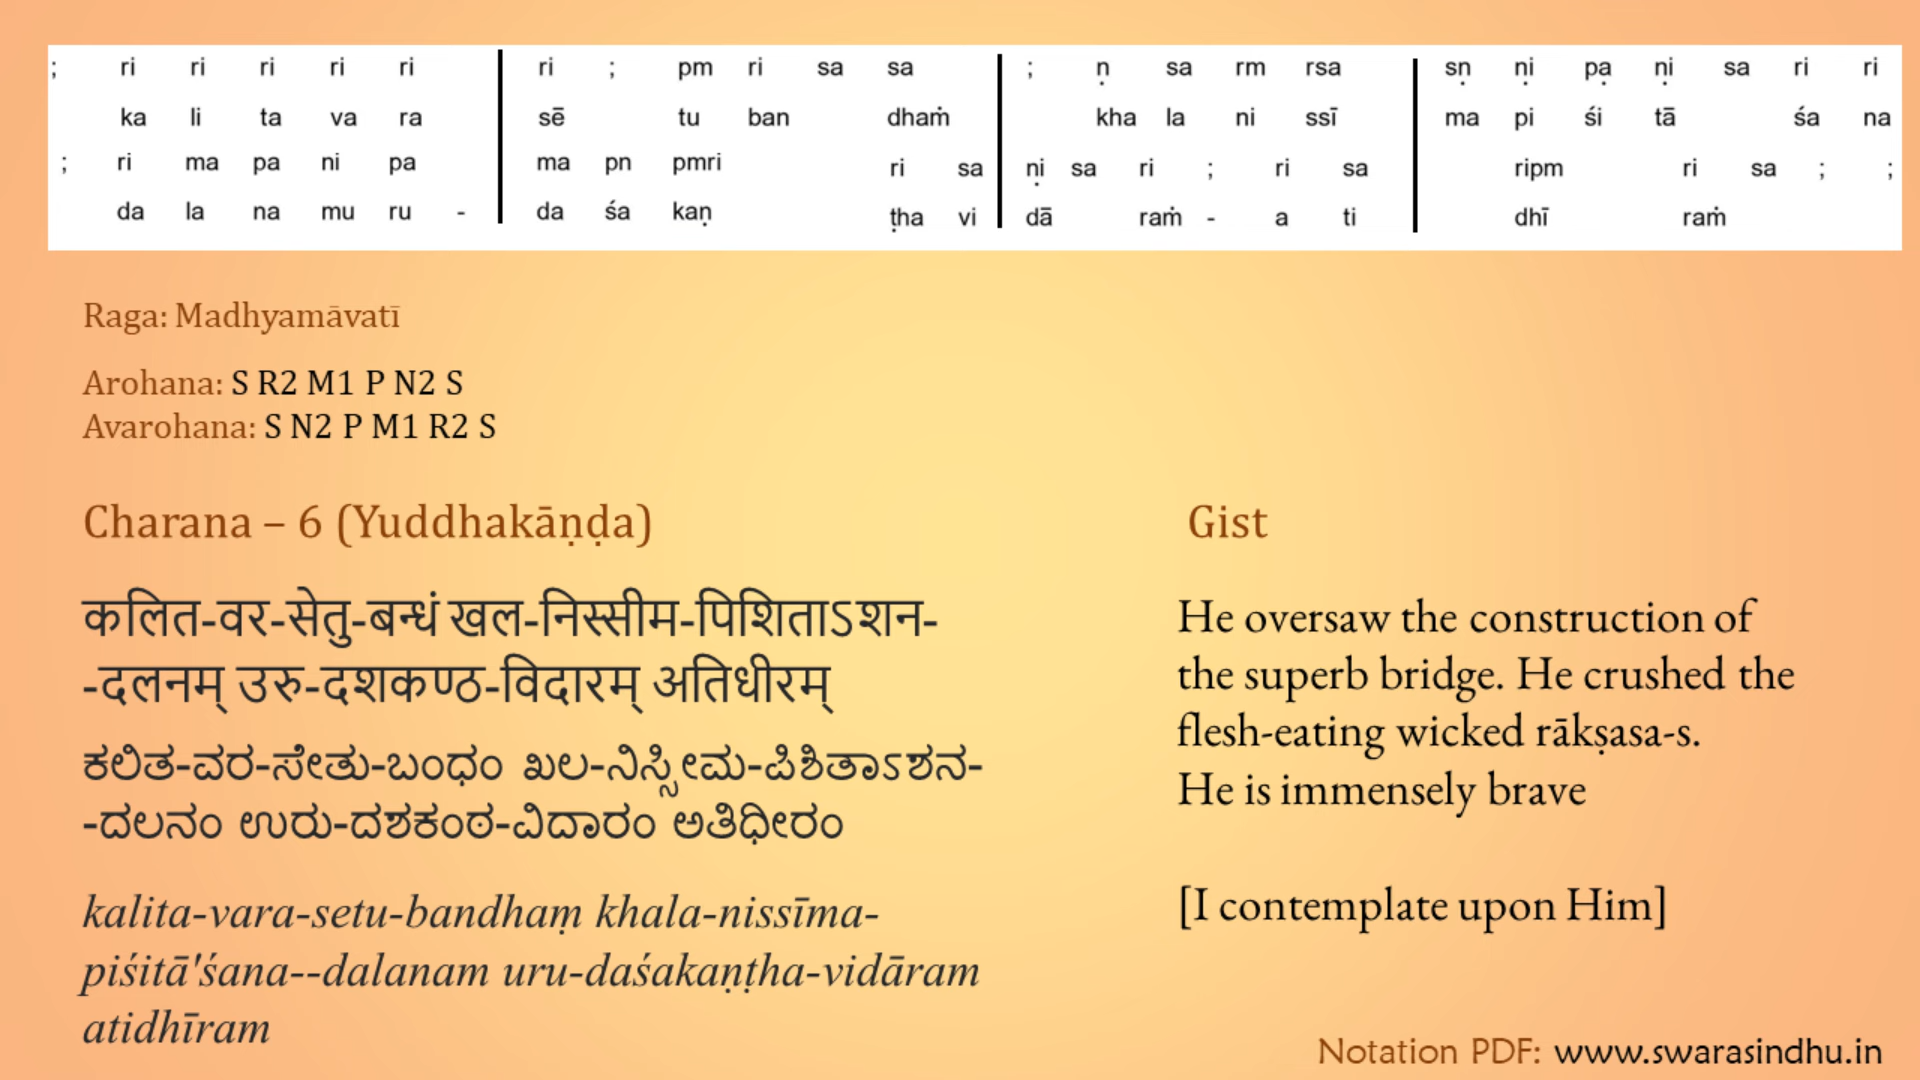 ; ri ri ri ri ri ri ; pm ri sa sa ; ṇ sa rm rsa sṇ ṇi pạ ṇi sa ri ri
ka li ta va ra sē tu ban dhaṁ kha la ni ssī ma pi śi tā śa na
; ri ma pa ni pa ma pn pmri ri sa ṇi sa ri ; ri sa ripm ri sa ; ;
da la na mu ru - da śa kaṇ ṭha vi dā raṁ - a ti dhī raṁ
Raga: Madhyamāvatī
Arohana: S R2 M1 P N2 S
Avarohana: S N2 P M1 R2 S
Charana – 6 (Yuddhakāṇḍa)
कलित-वर-सेतु-बन्धं खल-निस्सीम-पिशिताऽशन-
-दलनम् उरु-दशकण्ठ-विदारम् अतिधीरम्
ಕಲಿತ-ವರ-ಸೇತು-ಬಂಧಂ ಖಲ-ನಿಸ್ಸೀಮ-ಪಿಶಿತಾಽಶನ-
-ದಲನಂ ಉರು-ದಶಕಂಠ-ವಿದಾರಂ ಅತಿಧೀರಂ
kalita-vara-setu-bandhaṃ khala-nissīma-
piśitā'śana--dalanam uru-daśakaṇṭha-vidāram
atidhīram
Gist
He oversaw the construction of
the superb bridge. He crushed the
flesh-eating wicked rākṣasa-s.
He is immensely brave
[I contemplate upon Him]
Notation PDF: www.swarasindhu.in